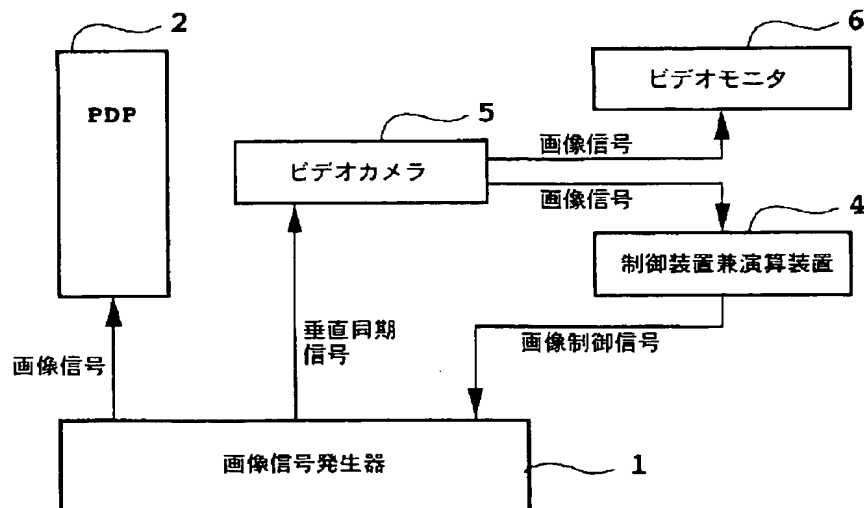 2
6
PDP
ビデオモニタ
5
画像信号
ビデオカメラ
画像信号
4
制御装置兼演算装置
垂直同期
信号
画像制御信号
画像信号
画像信号発生器
1